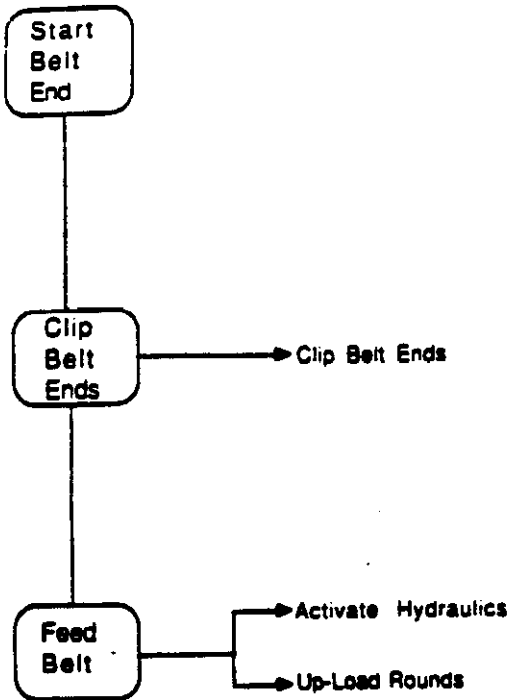 Start
Belt
End
Clip
Belt
Ends
Clip Belt Ends
Feed
Belt
Activate Hydraulics
Up-Load Rounds